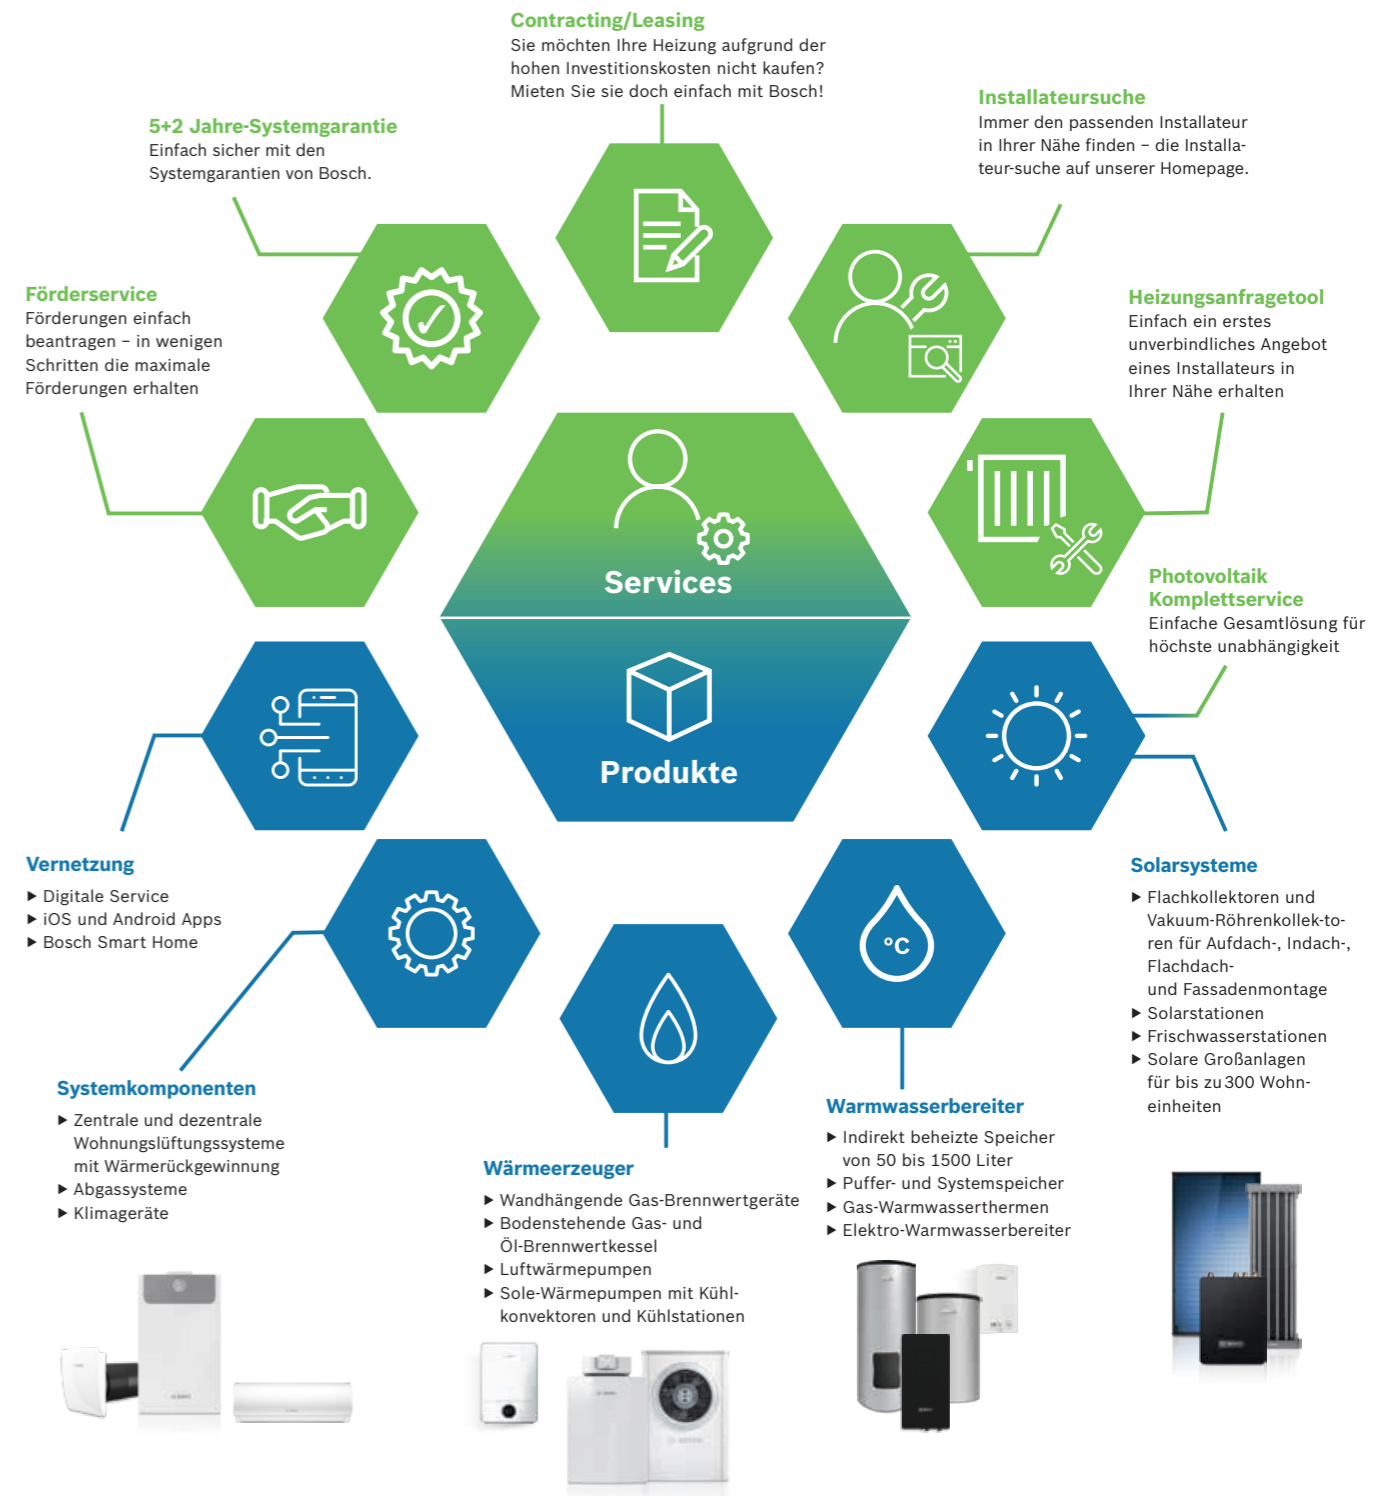 Contracting/Leasing
Sie möchten Ihre Heizung aufgrund der
hohen Investitionskosten nicht kaufen?
Mieten Sie sie doch einfach mit Bosch!
Installateursuche
Immer den passenden Installateur
in Ihrer Nähe finden – die Installa-
teur-suche auf unserer Homepage.
5+2 Jahre-Systemgarantie
Einfach sicher mit den
Systemgarantien von Bosch.
Förderservice
Förderungen einfach
beantragen – in wenigen
Schritten die maximale
Förderungen erhalten
Heizungsanfragetool
Einfach ein erstes
unverbindliches Angebot
eines Installateurs in
Ihrer Nähe erhalten
Services
Photovoltaik
Komplettservice
Einfache Gesamtlösung für
höchste unabhängigkeit
Produkte
°C
Vernetzung
▶ Digitale Service
▶ iOS und Android Apps
▶ Bosch Smart Home
Solarsysteme
▶ Flachkollektoren und
Vakuum-Röhrenkollek-to-
ren für Aufdach-, Indach-,
Flachdach-
und Fassadenmontage
▶ Solarstationen
▶ Frischwasserstationen
▶ Solare Großanlagen
für bis zu 300 Wohn-
einheiten
Systemkomponenten
▶ Zentrale und dezentrale
Wohnungslüftungssysteme
mit Wärmerückgewinnung
▶ Abgassysteme
▶ Klimageräte
Wärmeerzeuger
▶ Wandhängende Gas-Brennwertgeräte
▶ Bodenstehende Gas- und
Öl-Brennwertkessel
▶ Luftwärmepumpen
▶ Sole-Wärmepumpen mit Kühl-
konvektoren und Kühlstationen
Warmwasserbereiter
▶ Indirekt beheizte Speicher
von 50 bis 1500 Liter
▶ Puffer- und Systemspeicher
▶ Gas-Warmwasserthermen
▶ Elektro-Warmwasserbereiter